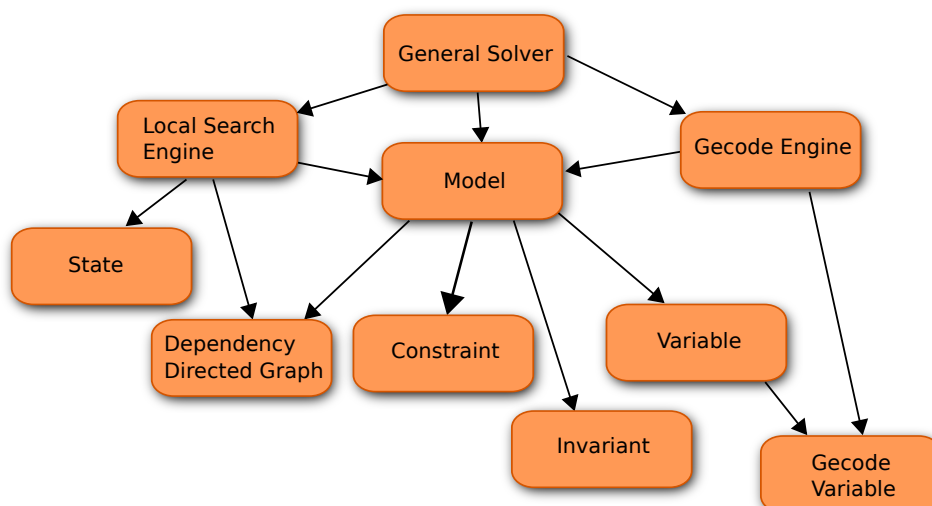 General Solver
Local Search
Engine
Gecode Engine
Model
State
Dependency
Directed Graph
Constraint
Variable
Invariant
Gecode
Variable